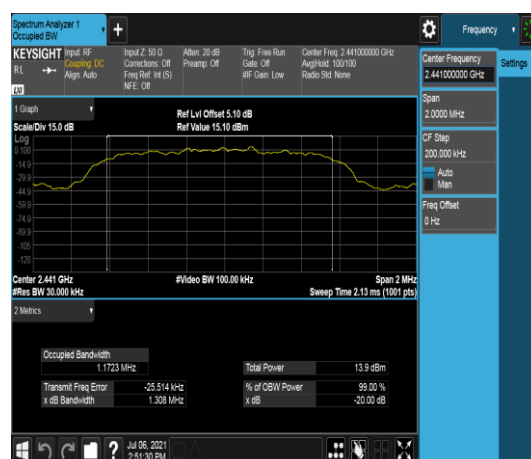 Spectrum Analyzer 1
Occupied BW
Frequency
KEYSIGHT
RL
LXI
Input: RF
Coupling: DC
Align: Auto
Input Z: 50 Ω
Corrections: Off
Freq Ref: Int (S)
NFE: Off
Atten: 20 dB
Preamp: Off
Trig: Free Run
Gate: Off
#IF Gain: Low
Center Freq: 2.441000000 GHz
Avg|Hold: 100/100
Radio Std: None
Center Frequency
2.441000000 GHz
Settings
Span
2.0000 MHz
CF Step
200.000 kHz
Auto
Man
Freq Offset
0 Hz
1 Graph
Scale/Div 15.0 dB
Ref Lvl Offset 5.10 dB
Ref Value 15.10 dBm
Log
0.100
-14.9
-29.9
-44.9
-59.9
-74.9
-89.9
-105
-120
Center 2.441 GHz
#Res BW 30.000 kHz
#Video BW 100.00 kHz
Span 2 MHz
Sweep Time 2.13 ms (1001 pts)
2 Metrics
Occupied Bandwidth
1.1723 MHz
Total Power 13.9 dBm
Transmit Freq Error -25.514 kHz
% of OBW Power 99.00 %
x dB Bandwidth 1.308 MHz
x dB -20.00 dB
?
Jul 06, 2021
2:51:30 PM